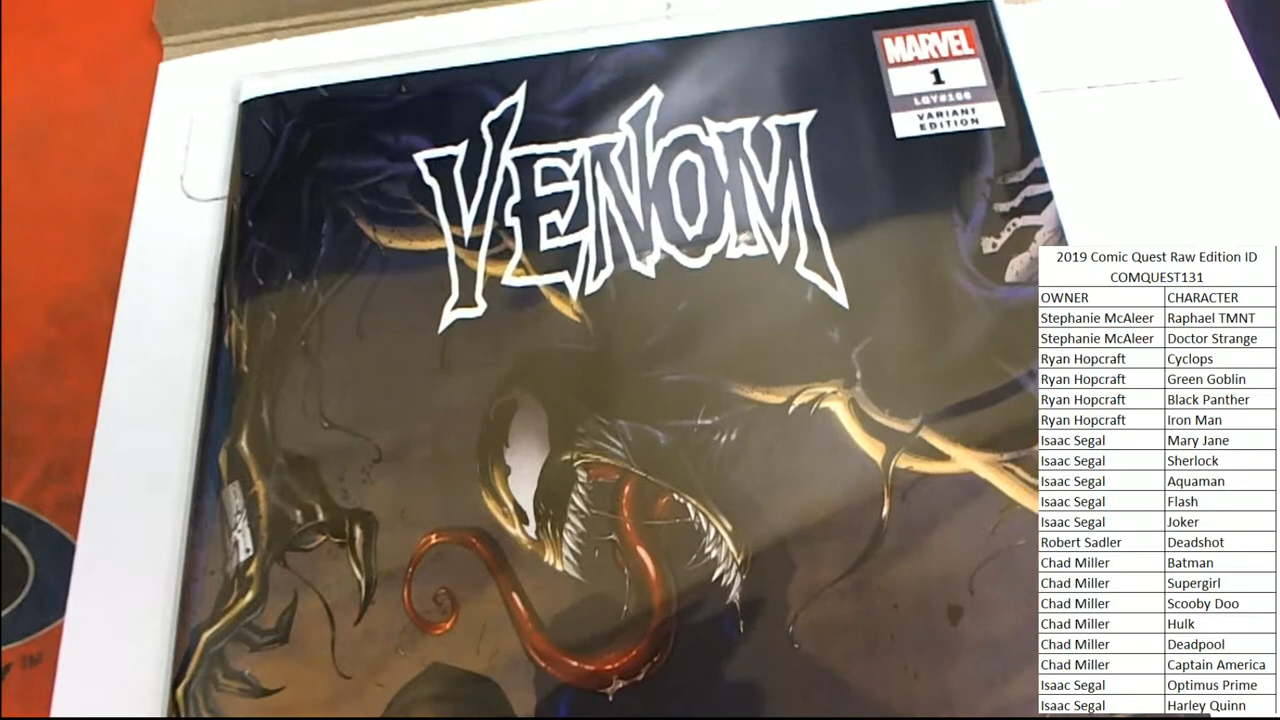 MARVEL
1
LGY#166
VARIANT
EDITION
VENOM
2019 Comic Quest Raw Edition ID
COMQUEST131
OWNER CHARACTER
Stephanie McAleer Raphael TMNT
Stephanie McAleer Doctor Strange
Ryan Hopcraft Cyclops
Ryan Hopcraft Green Goblin
Ryan Hopcraft Black Panther
Ryan Hopcraft Iron Man
Isaac Segal Mary Jane
Isaac Segal Sherlock
Isaac Segal Aquaman
Isaac Segal Flash
Isaac Segal Joker
Robert Sadler Deadshot
Chad Miller Batman
Chad Miller Supergirl
Chad Miller Scooby Doo
Chad Miller Hulk
Chad Miller Deadpool
Chad Miller Captain America
Isaac Segal Optimus Prime
Isaac Segal Harley Quinn
TM